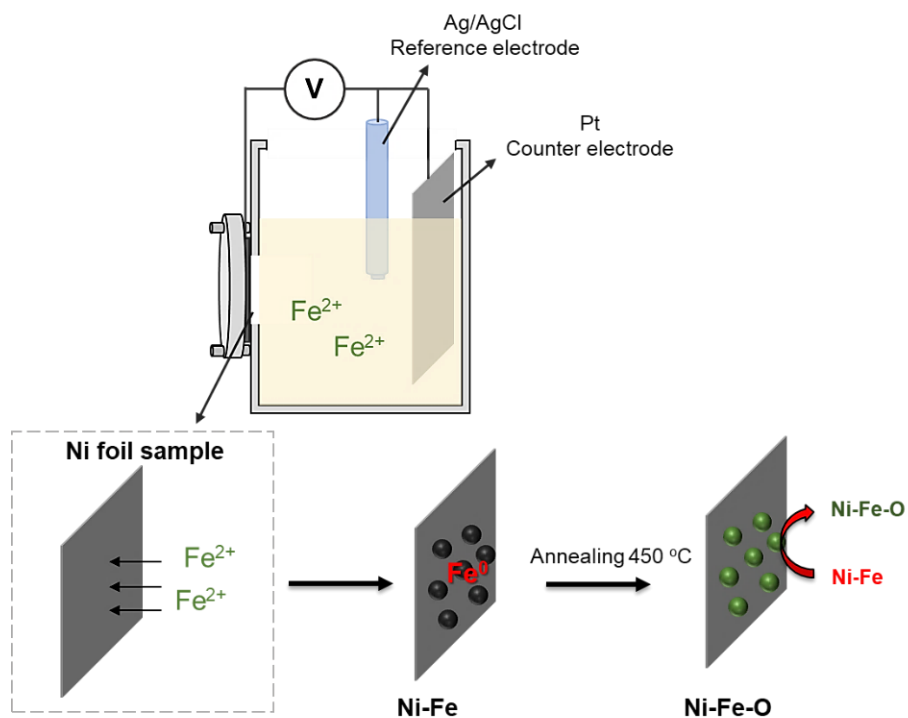 Ag/AgCl
Reference electrode
V
Pt
Counter electrode
Fe²⁺
Fe²⁺
Ni foil sample
Fe²⁺
Fe²⁺
Fe⁰
Annealing 450 °C
Ni-Fe-O
Ni-Fe
Ni-Fe
Ni-Fe-O